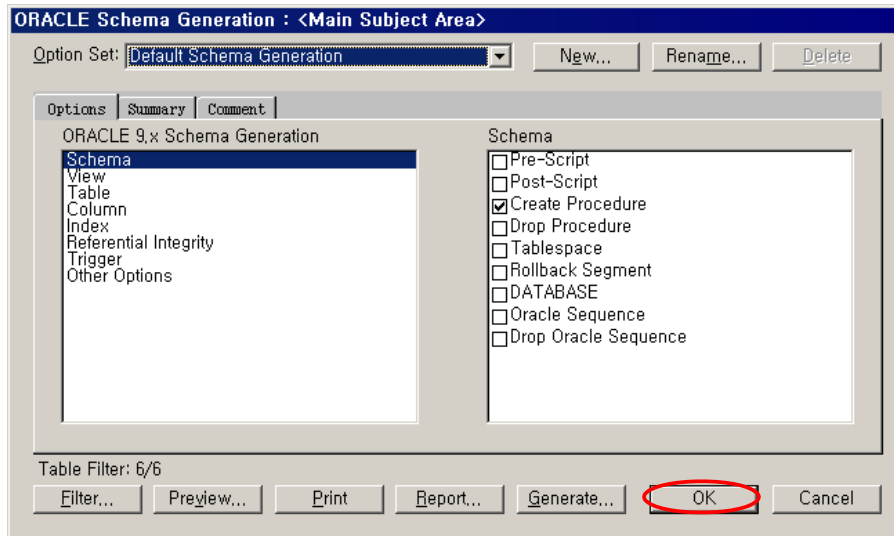 ORACLE Schema Generation : <Main Subject Area>
Option Set: Default Schema Generation New,,, Rename,,, Delete
Options Summary Comment
ORACLE 9,x Schema Generation
Schema
View
Table
Column
Index
Referential Integrity
Trigger
Other Options
Schema
Pre-Script
Post-Script
Create Procedure
Drop Procedure
Tablespace
Rollback Segment
DATABASE
Oracle Sequence
Drop Oracle Sequence
Table Filter: 6/6
Filter,,, Preview,,, Print Report,,, Generate,,, OK Cancel